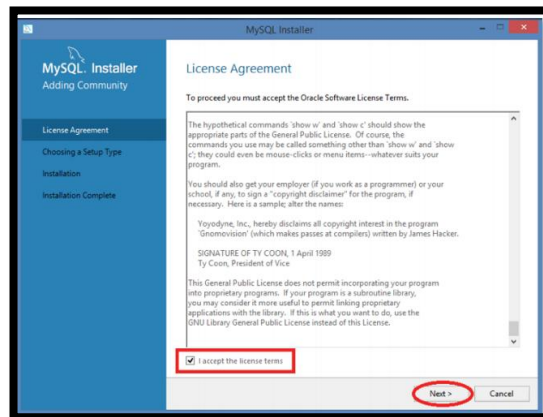 MySQL Installer
MySQL. Installer
Adding Community
License Agreement
Choosing a Setup Type
Installation
Installation Complete
License Agreement
To proceed you must accept the Oracle Software License Terms.
The hypothetical commands `show w' and `show c' should show the
appropriate parts of the General Public License. Of course, the
commands you use may be called something other than `show w' and `show
c'; they could even be mouse-clicks or menu items--whatever suits your
program.
You should also get your employer (if you work as a programmer) or your
school, if any, to sign a "copyright disclaimer" for the program, if
necessary. Here is a sample; alter the names:
Yoyodyne, Inc., hereby disclaims all copyright interest in the program
`Gnomovision' (which makes passes at compilers) written by James Hacker.
SIGNATURE OF TY COON, 1 April 1989
Ty Coon, President of Vice
This General Public License does not permit incorporating your program
into proprietary programs. If your program is a subroutine library,
you may consider it more useful to permit linking proprietary
applications with the library. If this is what you want to do, use the
GNU Library General Public License instead of this License.
I accept the license terms
Next >
Cancel